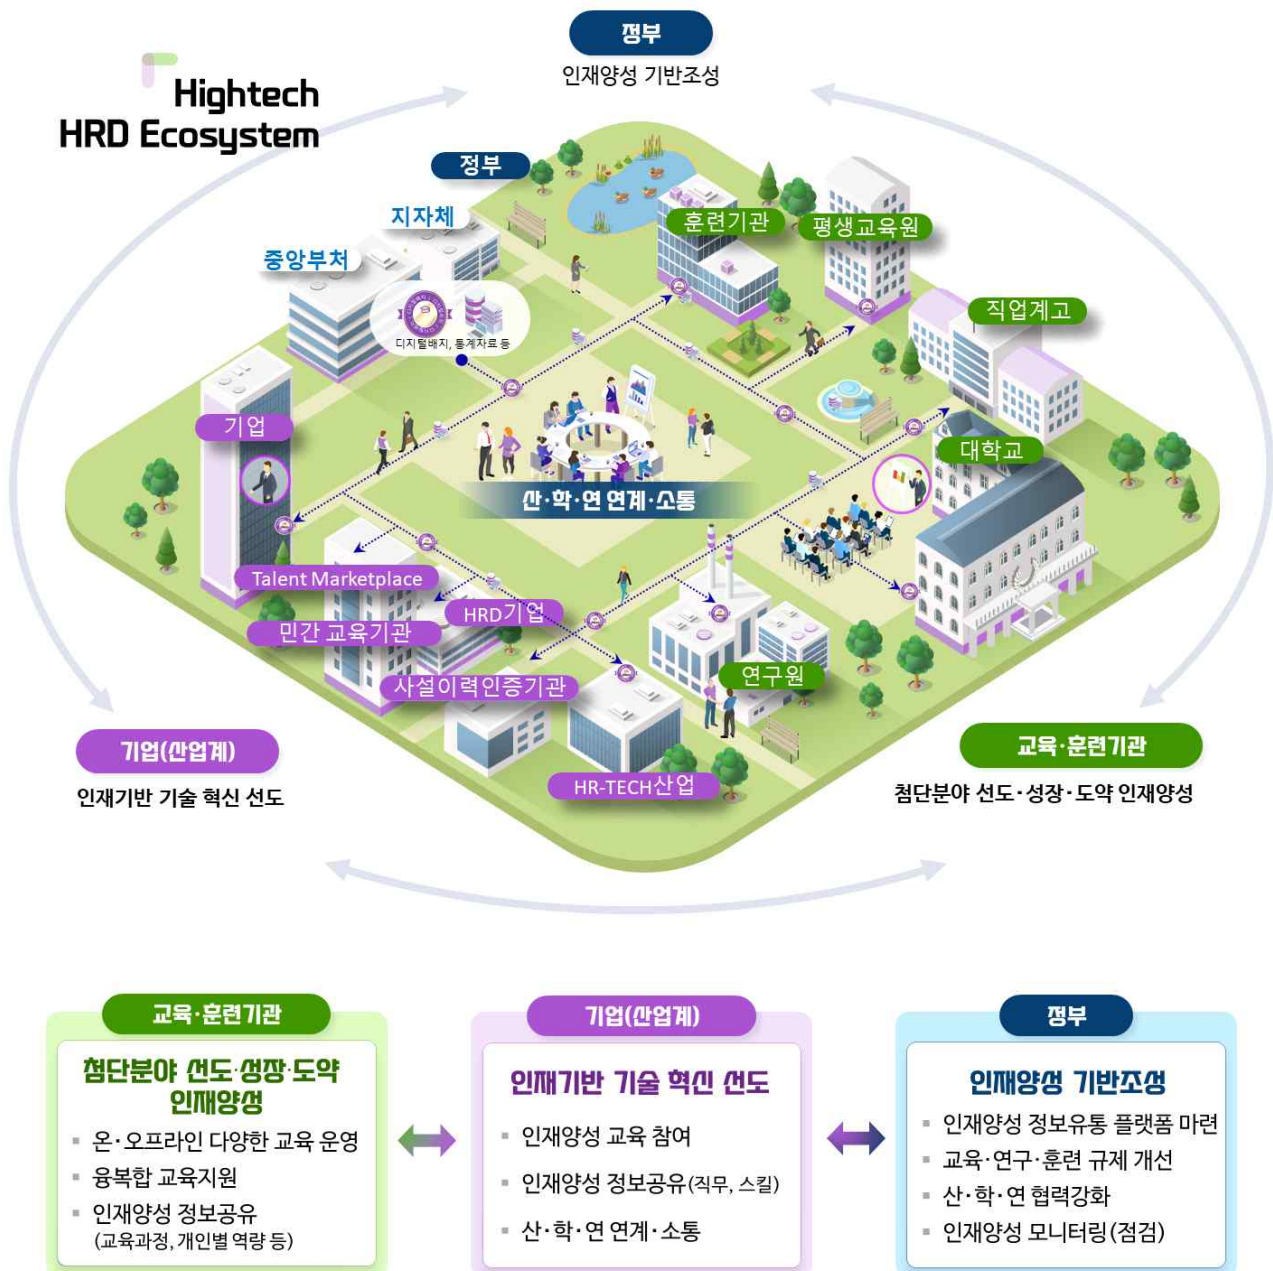 정부
인재양성 기반조성
Hightech
HRD Ecosystem
정부
지자체
중앙부처
훈련기관
평생교육원
직업계고
디지털배지, 통계자료 등
기업
대학교
산·학·연 연계·소통
Talent Marketplace
HRD기업
민간 교육기관
사설이력인증기관
연구원
HR-TECH산업
기업(산업계)
인재기반 기술 혁신 선도
교육·훈련기관
첨단분야 선도·성장·도약 인재양성
교육·훈련기관
첨단분야 선도·성장·도약
인재양성
▪ 온·오프라인 다양한 교육 운영
▪ 융복합 교육지원
▪ 인재양성 정보공유
(교육과정, 개인별 역량 등)
기업(산업계)
인재기반 기술 혁신 선도
▪ 인재양성 교육 참여
▪ 인재양성 정보공유(직무, 스킬)
▪ 산·학·연 연계·소통
정부
인재양성 기반조성
▪ 인재양성 정보유통 플랫폼 마련
▪ 교육·연구·훈련 규제 개선
▪ 산·학·연 협력강화
▪ 인재양성 모니터링(점검)